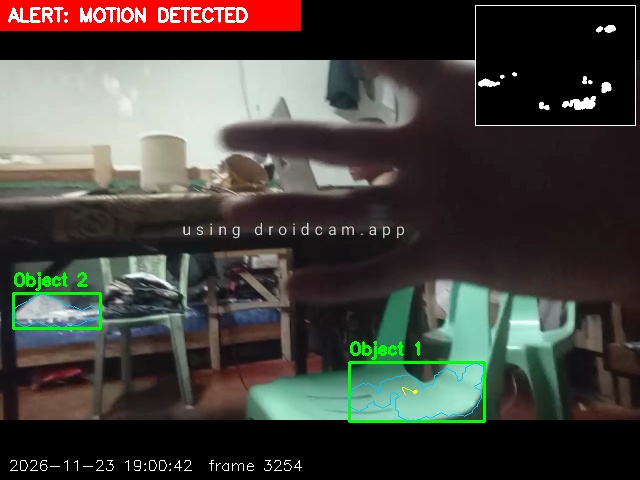 ALERT: MOTION DETECTED
using droidcam.app
Object 2
Object 1
2026-11-23 19:00:42 frame 3254